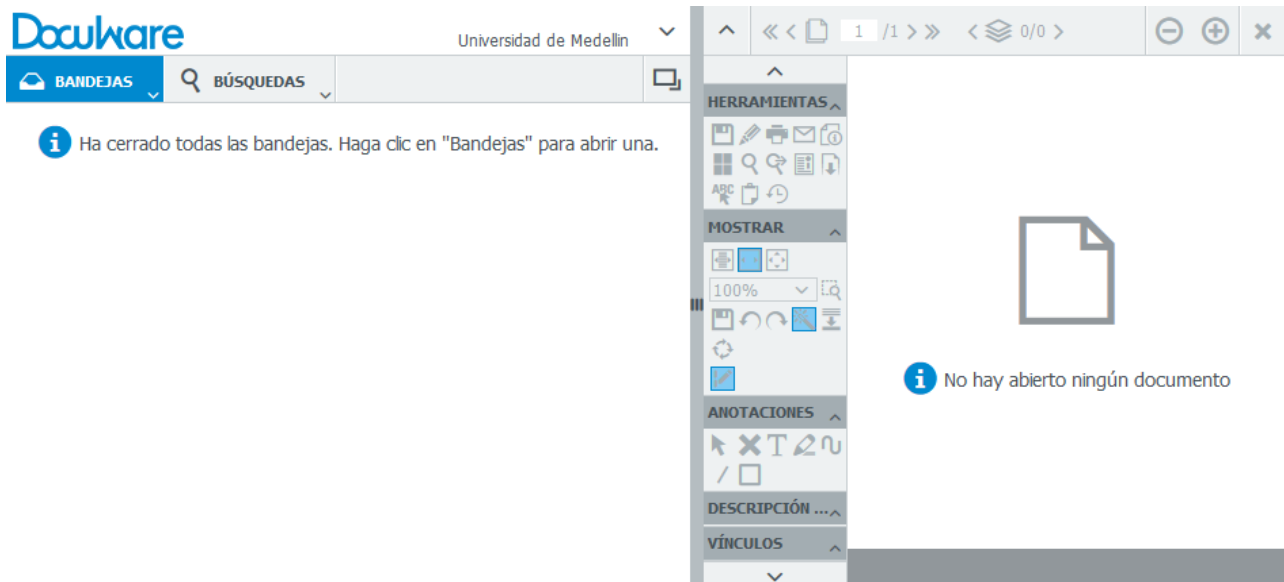 DocuWare
Universidad de Medellin
BANDEJAS
BÚSQUEDAS
Ha cerrado todas las bandejas. Haga clic en "Bandejas" para abrir una.
1 /1
0/0
HERRAMIENTAS
ABC
MOSTRAR
100%
ANOTACIONES
T
DESCRIPCIÓN ...
VÍNCULOS
No hay abierto ningún documento